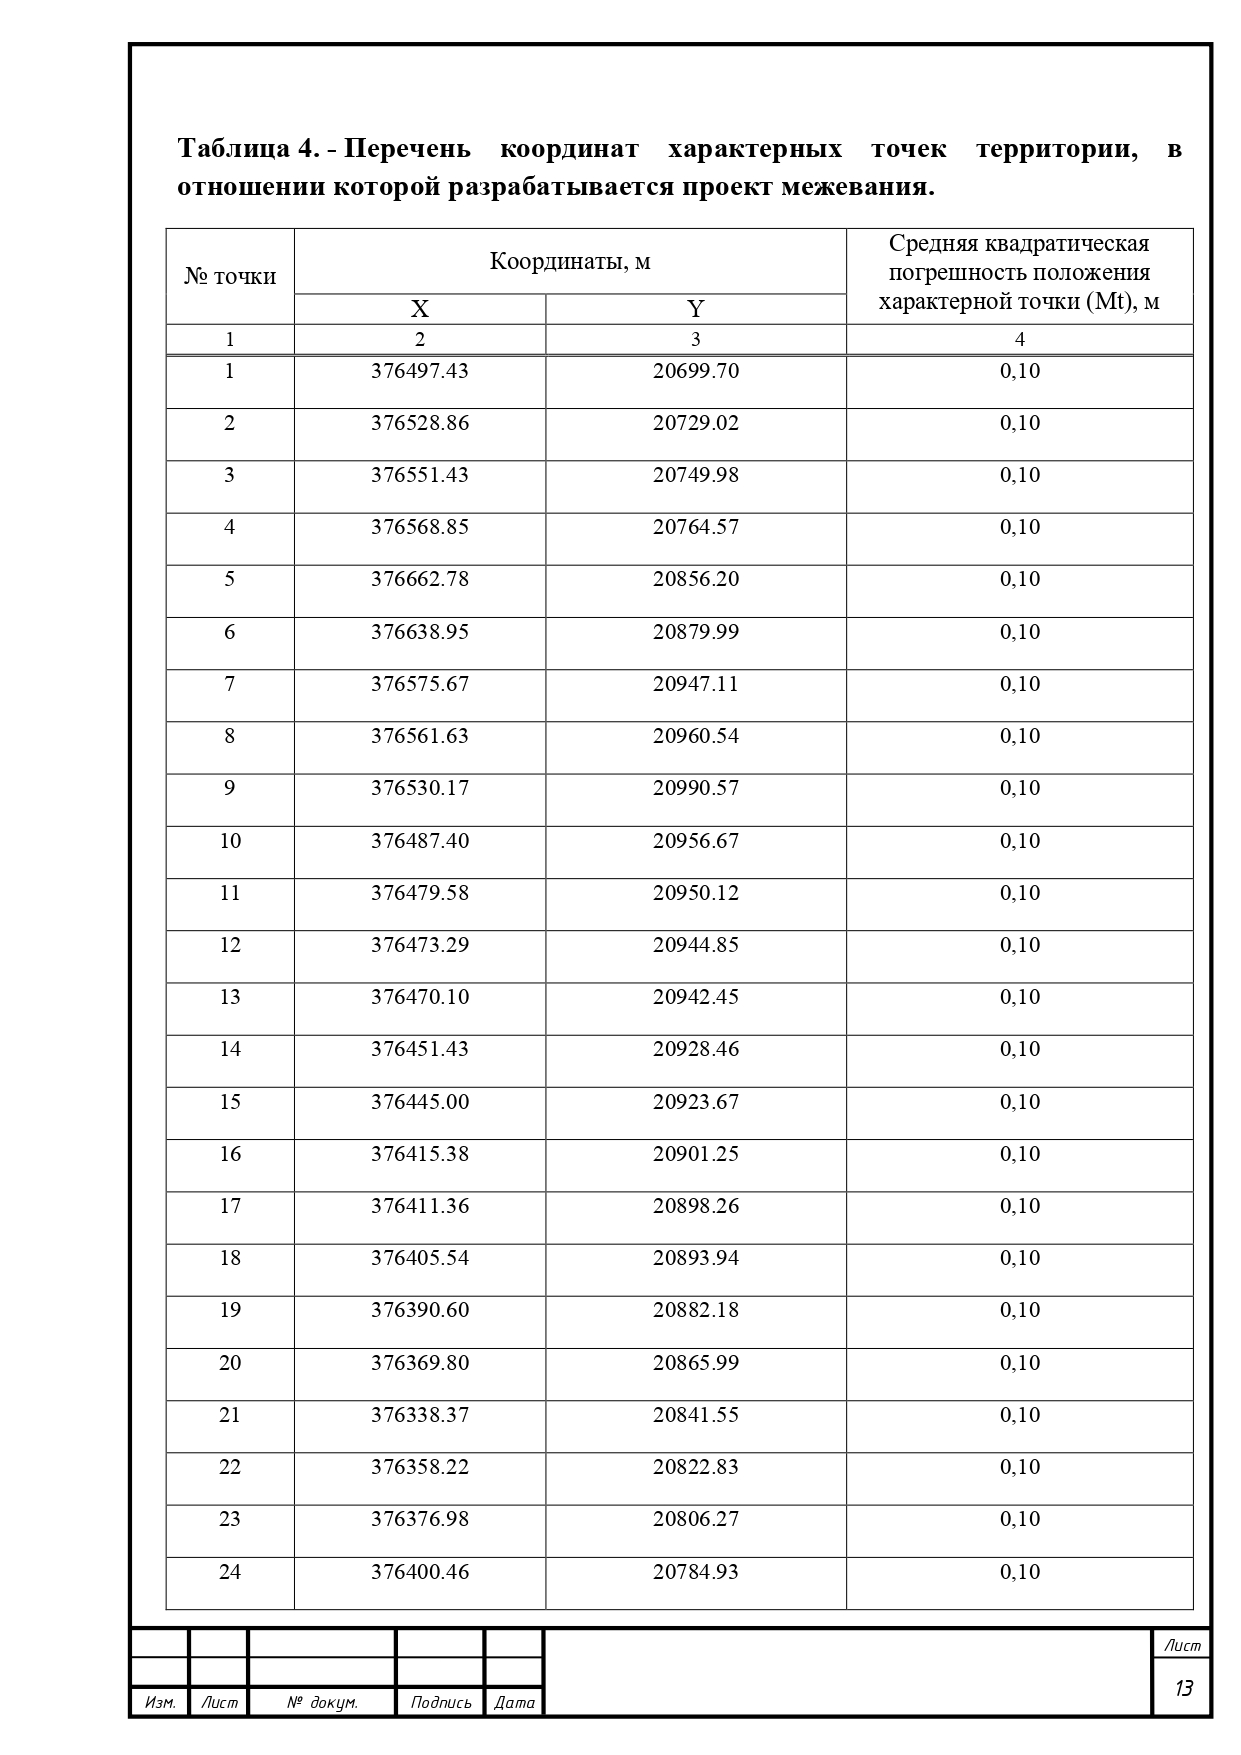 Таблица 4. - Перечень координат характерных точек территории, в
отношении которой разрабатывается проект межевания.
№ точки
Координаты, м
Средняя квадратическая
погрешность положения
характерной точки (Mt), м
X Y
1 2 3 4
1 376497.43 20699.70 0,10
2 376528.86 20729.02 0,10
3 376551.43 20749.98 0,10
4 376568.85 20764.57 0,10
5 376662.78 20856.20 0,10
6 376638.95 20879.99 0,10
7 376575.67 20947.11 0,10
8 376561.63 20960.54 0,10
9 376530.17 20990.57 0,10
10 376487.40 20956.67 0,10
11 376479.58 20950.12 0,10
12 376473.29 20944.85 0,10
13 376470.10 20942.45 0,10
14 376451.43 20928.46 0,10
15 376445.00 20923.67 0,10
16 376415.38 20901.25 0,10
17 376411.36 20898.26 0,10
18 376405.54 20893.94 0,10
19 376390.60 20882.18 0,10
20 376369.80 20865.99 0,10
21 376338.37 20841.55 0,10
22 376358.22 20822.83 0,10
23 376376.98 20806.27 0,10
24 376400.46 20784.93 0,10
Лист
13
Изм. Лист № докум. Подпись Дата